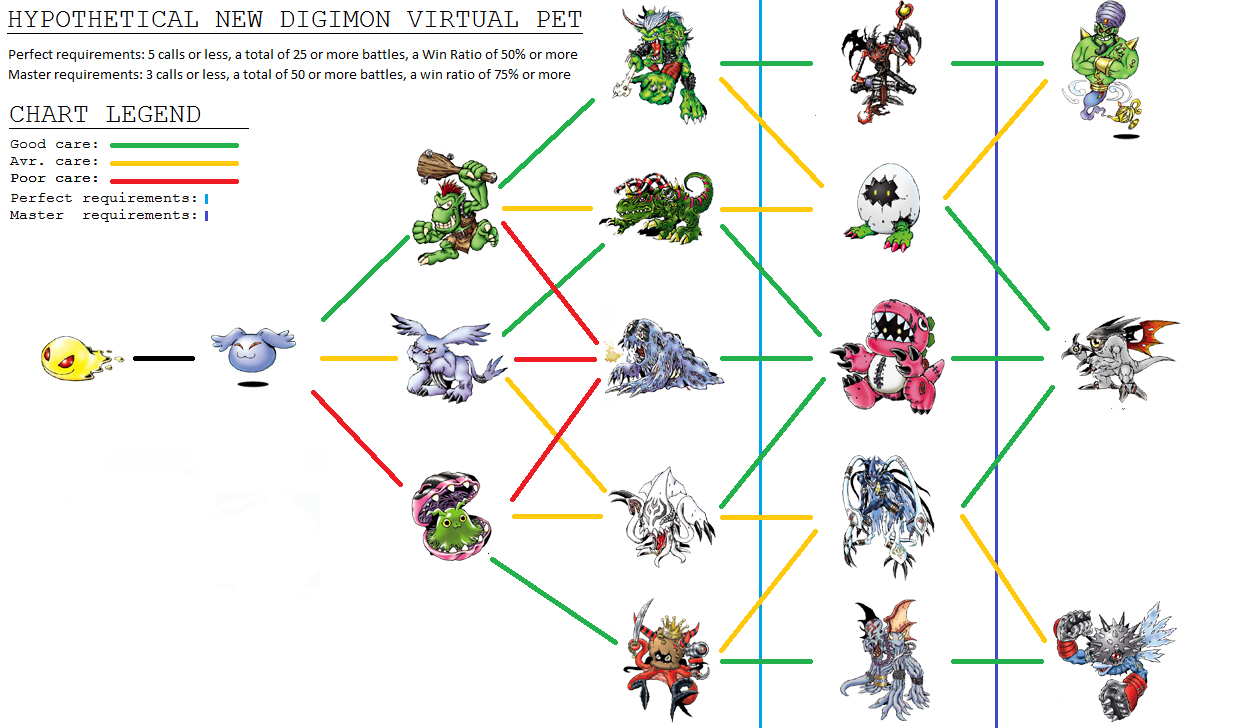 HYPOTHETICAL NEW DIGIMON VIRTUAL PET
Perfect requirements: 5 calls or less, a total of 25 or more battles, a Win Ratio of 50% or more
Master requirements: 3 calls or less, a total of 50 or more battles, a win ratio of 75% or more
CHART LEGEND
Good care:
Avr. care:
Poor care:
Perfect requirements:
Master requirements: